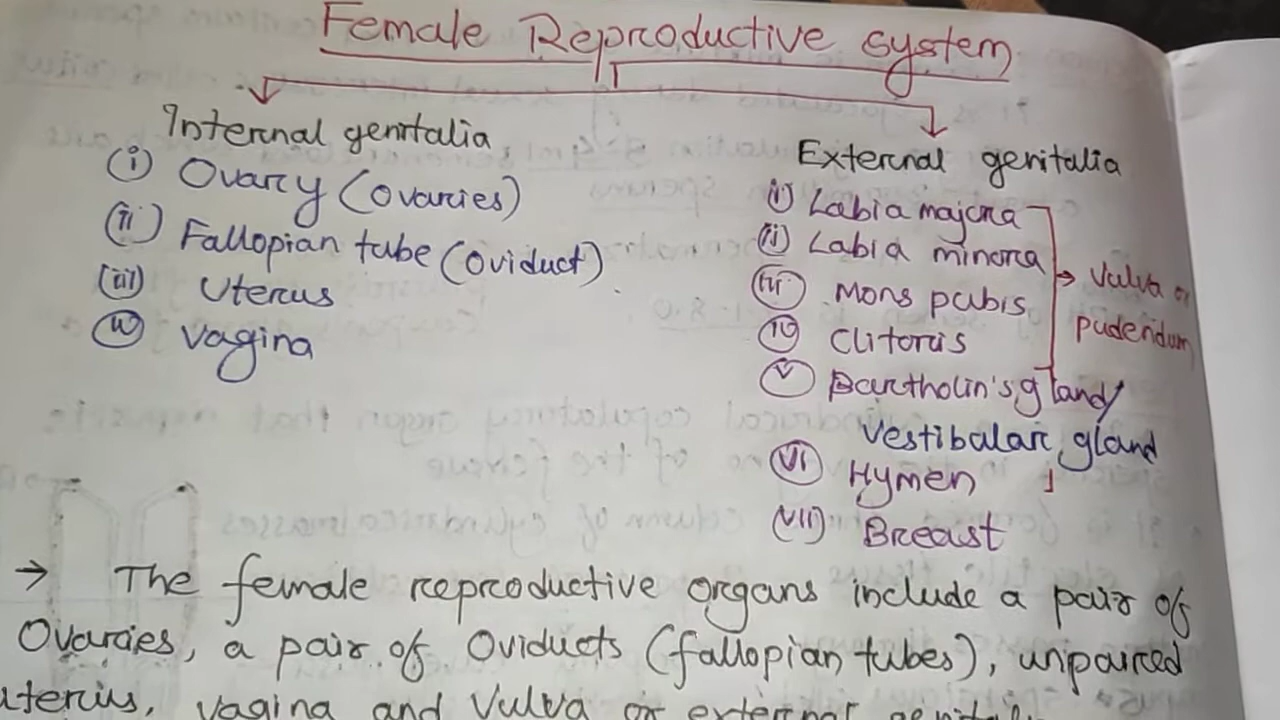 Female Reproductive system
Internal genitalia
(i) Ovary (ovaries)
(ii) Fallopian tube (oviduct)
(iii) Uterus
(iv) Vagina
External genitalia
(i) Labia majora
(ii) Labia minora
(iii) Mons pubis
(iv) Clitoris
→ Vulva or
pudendum
(v) Bartholin's gland/
Vestibular gland
(vi) Hymen
(vii) Breast
→ The female reproductive organs include a pair of
Ovaries, a pair of Oviducts (fallopian tubes), unpaired
uterus, vagina and Vulva or external